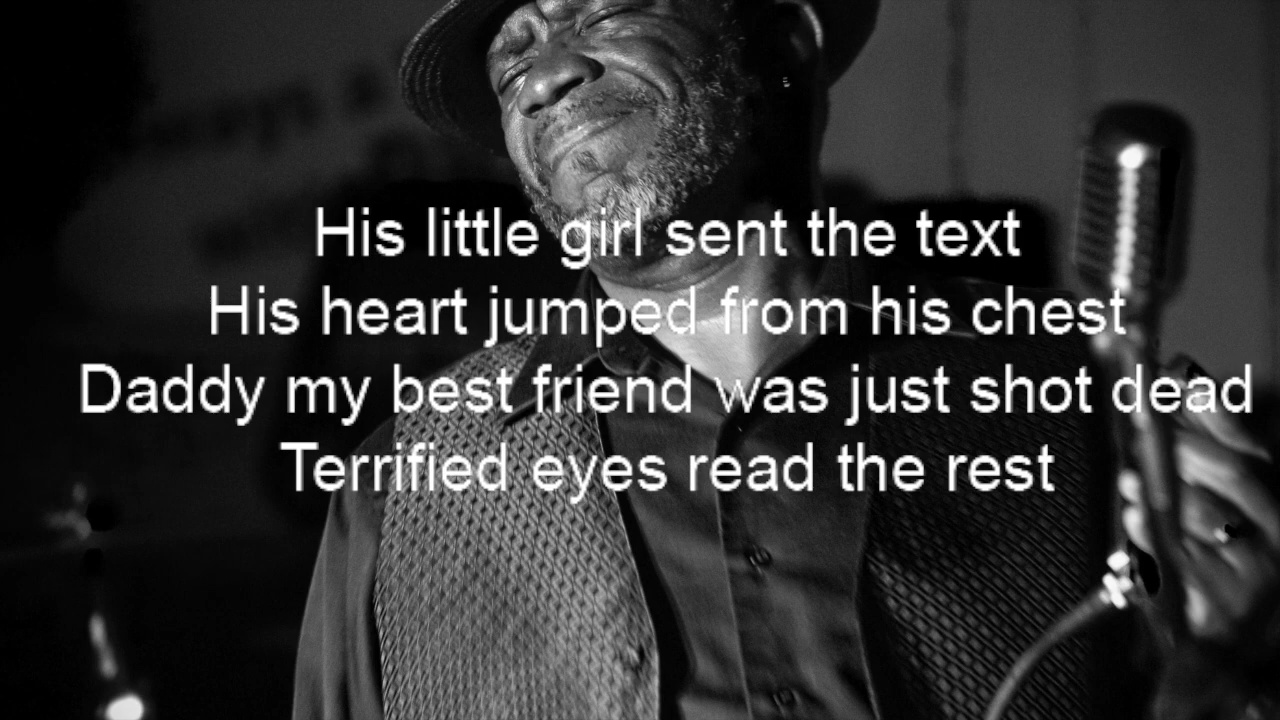 His little girl sent the text
His heart jumped from his chest
Daddy my best friend was just shot dead
Terrified eyes read the rest